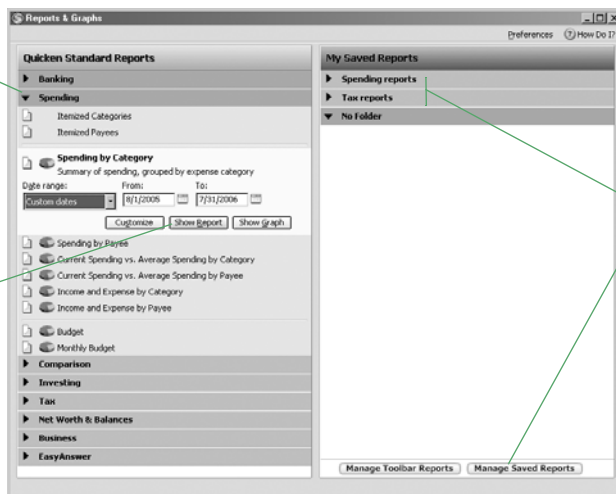 Reports & Graphs
Preferences ? How Do I?
Quicken Standard Reports
Banking
Spending
Itemized Categories
Itemized Payees
Spending by Category
Summary of spending, grouped by expense category
Date range: From: To:
Custom dates 8/1/2005 7/31/2006
Customize Show Report Show Graph
Spending by Payee
Current Spending vs. Average Spending by Category
Current Spending vs. Average Spending by Payee
Income and Expense by Category
Income and Expense by Payee
Budget
Monthly Budget
Comparison
Investing
Tax
Net Worth & Balances
Business
EasyAnswer
My Saved Reports
Spending reports
Tax reports
No Folder
Manage Toolbar Reports Manage Saved Reports